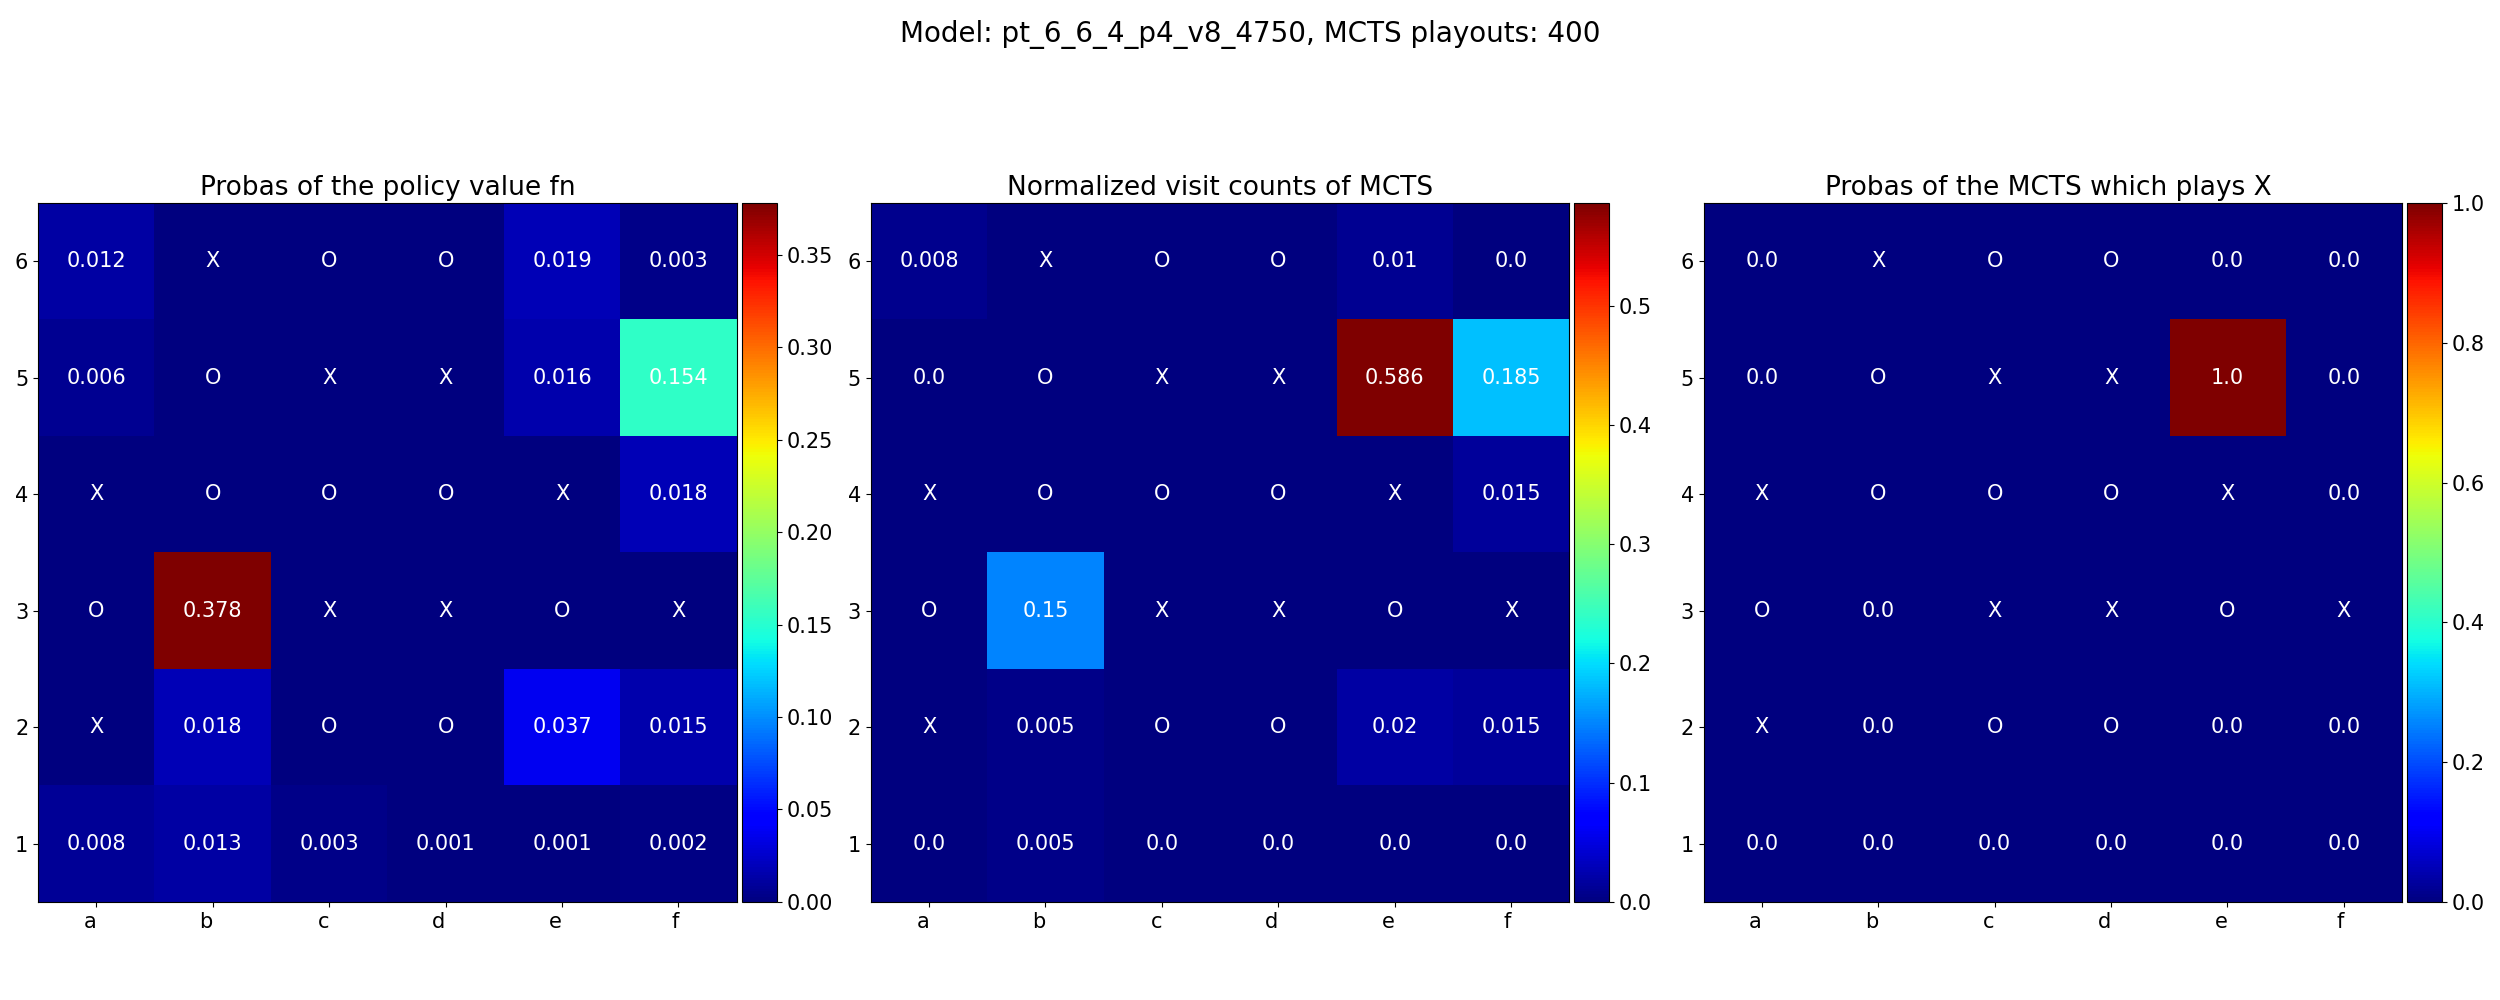 Model: pt_6_6_4_p4_v8_4750, MCTS playouts: 400
Probas of the policy value fn
6 0.012 X O O 0.019 0.003
5 0.006 O X X 0.016 0.154
4 X O O O X 0.018
3 O 0.378 X X O X
2 X 0.018 O O 0.037 0.015
1 0.008 0.013 0.003 0.001 0.001 0.002
a b c d e f
0.35
0.30
0.25
0.20
0.15
0.10
0.05
0.00
Normalized visit counts of MCTS
6 0.008 X O O 0.01 0.0
5 0.0 O X X 0.586 0.185
4 X O O O X 0.015
3 O 0.15 X X O X
2 X 0.005 O O 0.02 0.015
1 0.0 0.005 0.0 0.0 0.0 0.0
a b c d e f
0.5
0.4
0.3
0.2
0.1
0.0
Probas of the MCTS which plays X
6 0.0 X O O 0.0 0.0
5 0.0 O X X 1.0 0.0
4 X O O O X 0.0
3 O 0.0 X X O X
2 X 0.0 O O 0.0 0.0
1 0.0 0.0 0.0 0.0 0.0 0.0
a b c d e f
1.0
0.8
0.6
0.4
0.2
0.0